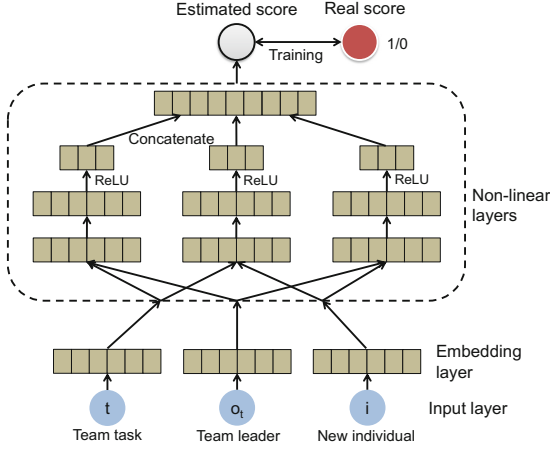 Estimated score
Real score
Training
1/0
Concatenate
ReLU
ReLU
ReLU
Non-linear
layers
Embedding
layer
t
o_t
i
Input layer
Team task
Team leader
New individual